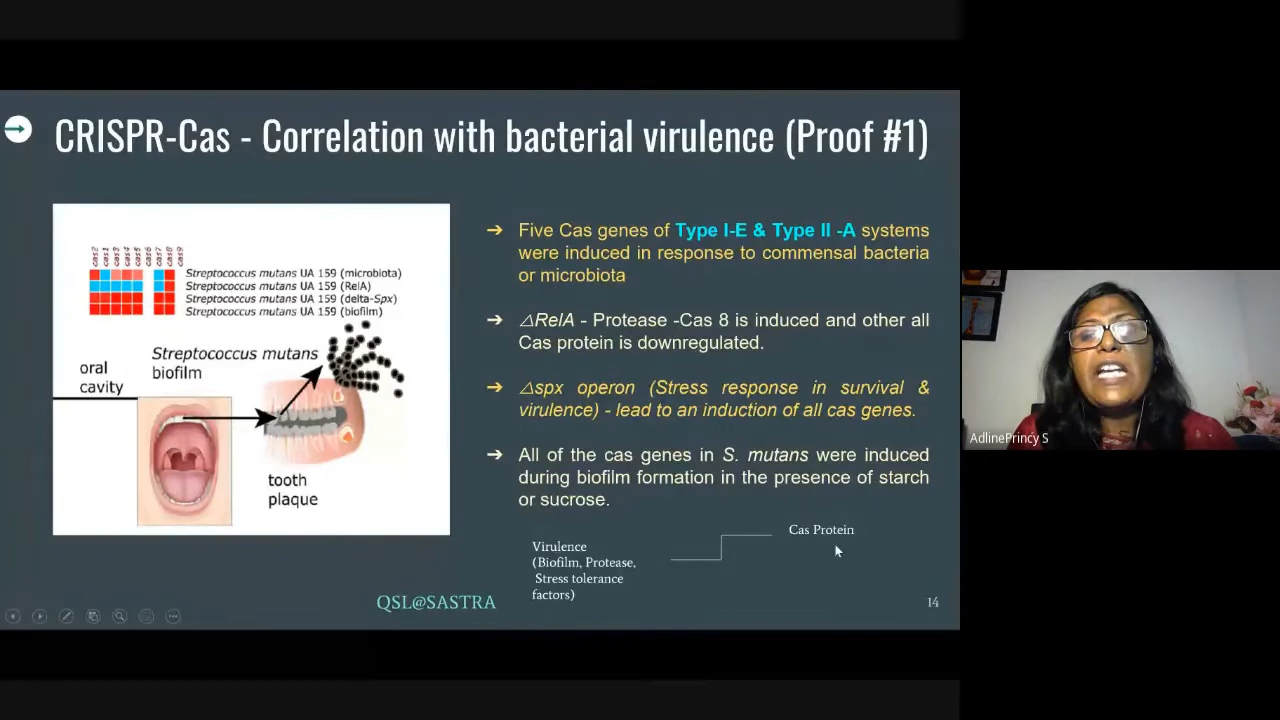 CRISPR-Cas - Correlation with bacterial virulence (Proof #1)
cas2 cas1 cas3 cas4 cas5 cas6 cas7 cas8 cas9
Streptococcus mutans UA 159 (microbiota)
Streptococcus mutans UA 159 (RelA)
Streptococcus mutans UA 159 (delta-Spx)
Streptococcus mutans UA 159 (biofilm)
Streptococcus mutans
biofilm
oral
cavity
tooth
plaque
➔ Five Cas genes of Type I-E & Type II -A systems
were induced in response to commensal bacteria
or microbiota
➔ △RelA - Protease -Cas 8 is induced and other all
Cas protein is downregulated.
➔ △spx operon (Stress response in survival &
virulence) - lead to an induction of all cas genes.
➔ All of the cas genes in S. mutans were induced
during biofilm formation in the presence of starch
or sucrose.
Cas Protein
Virulence
(Biofilm, Protease,
Stress tolerance
factors)
QSL@SASTRA
14
AdlinePrincy S